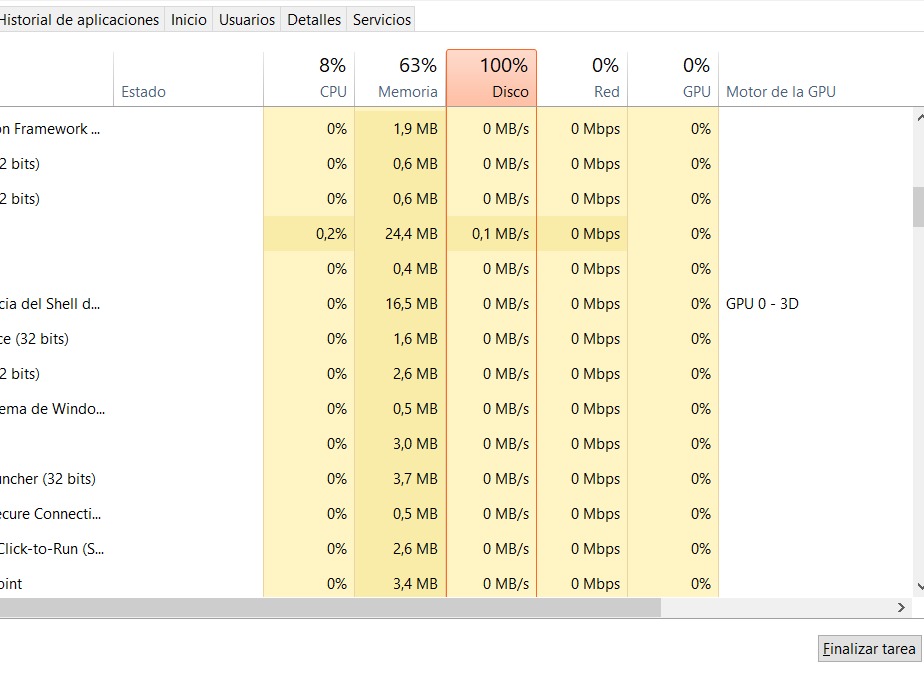 Historial de aplicaciones Inicio Usuarios Detalles Servicios
8% 63% 100% 0% 0%
Estado CPU Memoria Disco Red GPU Motor de la GPU
on Framework ... 0% 1,9 MB 0 MB/s 0 Mbps 0%
2 bits) 0% 0,6 MB 0 MB/s 0 Mbps 0%
2 bits) 0% 0,6 MB 0 MB/s 0 Mbps 0%
0,2% 24,4 MB 0,1 MB/s 0 Mbps 0%
0% 0,4 MB 0 MB/s 0 Mbps 0%
cia del Shell d... 0% 16,5 MB 0 MB/s 0 Mbps 0% GPU 0 - 3D
ce (32 bits) 0% 1,6 MB 0 MB/s 0 Mbps 0%
2 bits) 0% 2,6 MB 0 MB/s 0 Mbps 0%
ema de Windo... 0% 0,5 MB 0 MB/s 0 Mbps 0%
0% 3,0 MB 0 MB/s 0 Mbps 0%
uncher (32 bits) 0% 3,7 MB 0 MB/s 0 Mbps 0%
ecure Connecti... 0% 0,5 MB 0 MB/s 0 Mbps 0%
Click-to-Run (S... 0% 2,6 MB 0 MB/s 0 Mbps 0%
oint 0% 3,4 MB 0 MB/s 0 Mbps 0%
Finalizar tarea